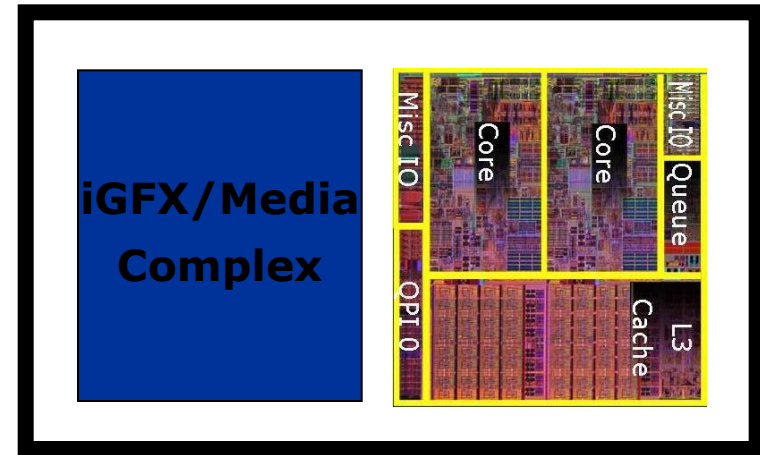 iGFX/Media
Complex
Misc IO
QPI 0
Core
Core
Misc IO
Queue
L3
Cache